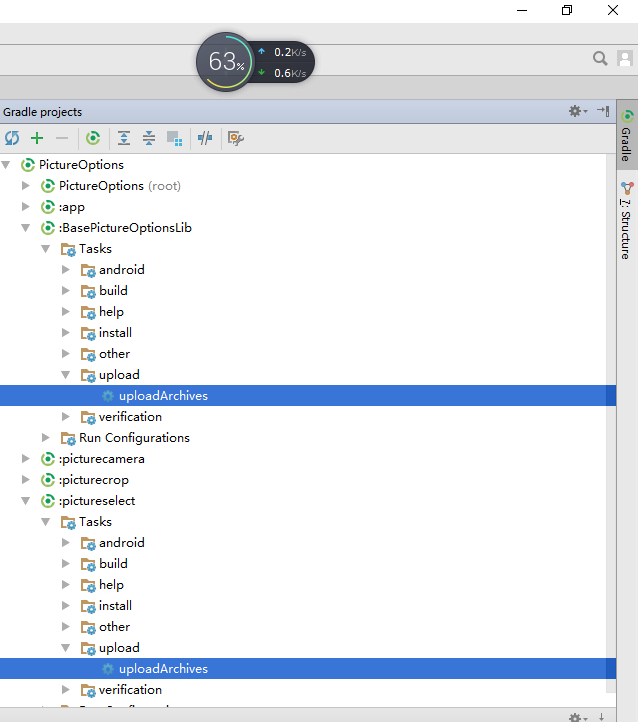 63%
0.2K/s
0.6K/s
Gradle projects
Gradle
7: Structure
PictureOptions
PictureOptions (root)
:app
:BasePictureOptionsLib
Tasks
android
build
help
install
other
upload
uploadArchives
verification
Run Configurations
:picturecamera
:picturecrop
:pictureselect
Tasks
android
build
help
install
other
upload
uploadArchives
verification